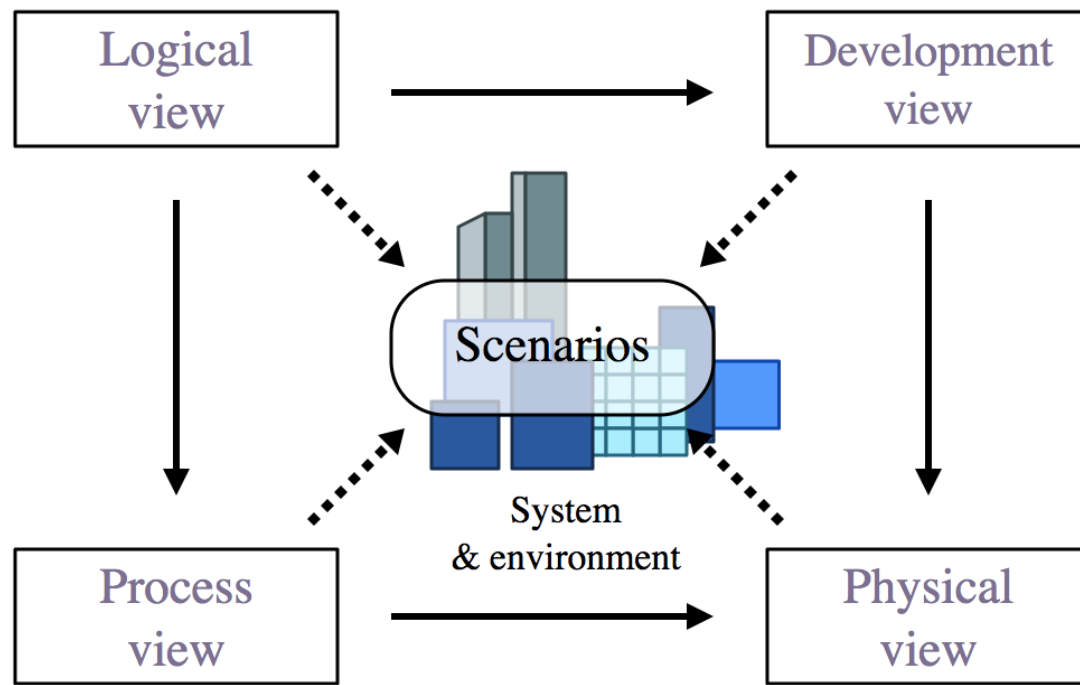 Logical
view
Development
view
Scenarios
System
& environment
Process
view
Physical
view